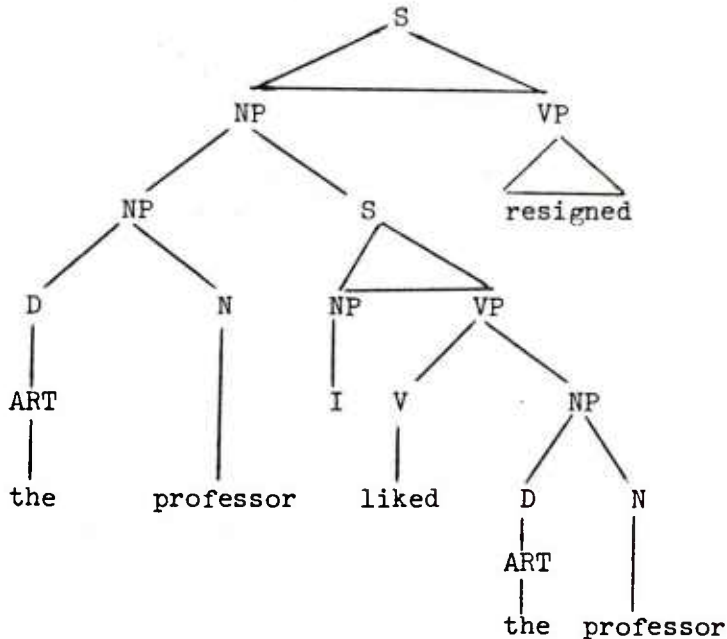 S
NP VP
NP S resigned
D N NP VP
ART I V NP
the professor liked D N
ART
the professor